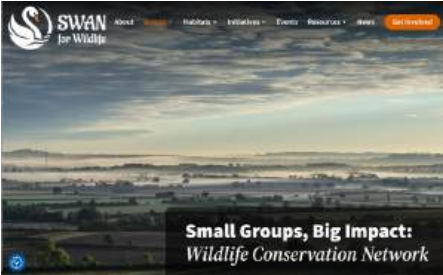 SWAN
for Wildlife
About
Habitats
Initiatives
Events
Resources
News
Get Involved
Small Groups, Big Impact:
Wildlife Conservation Network